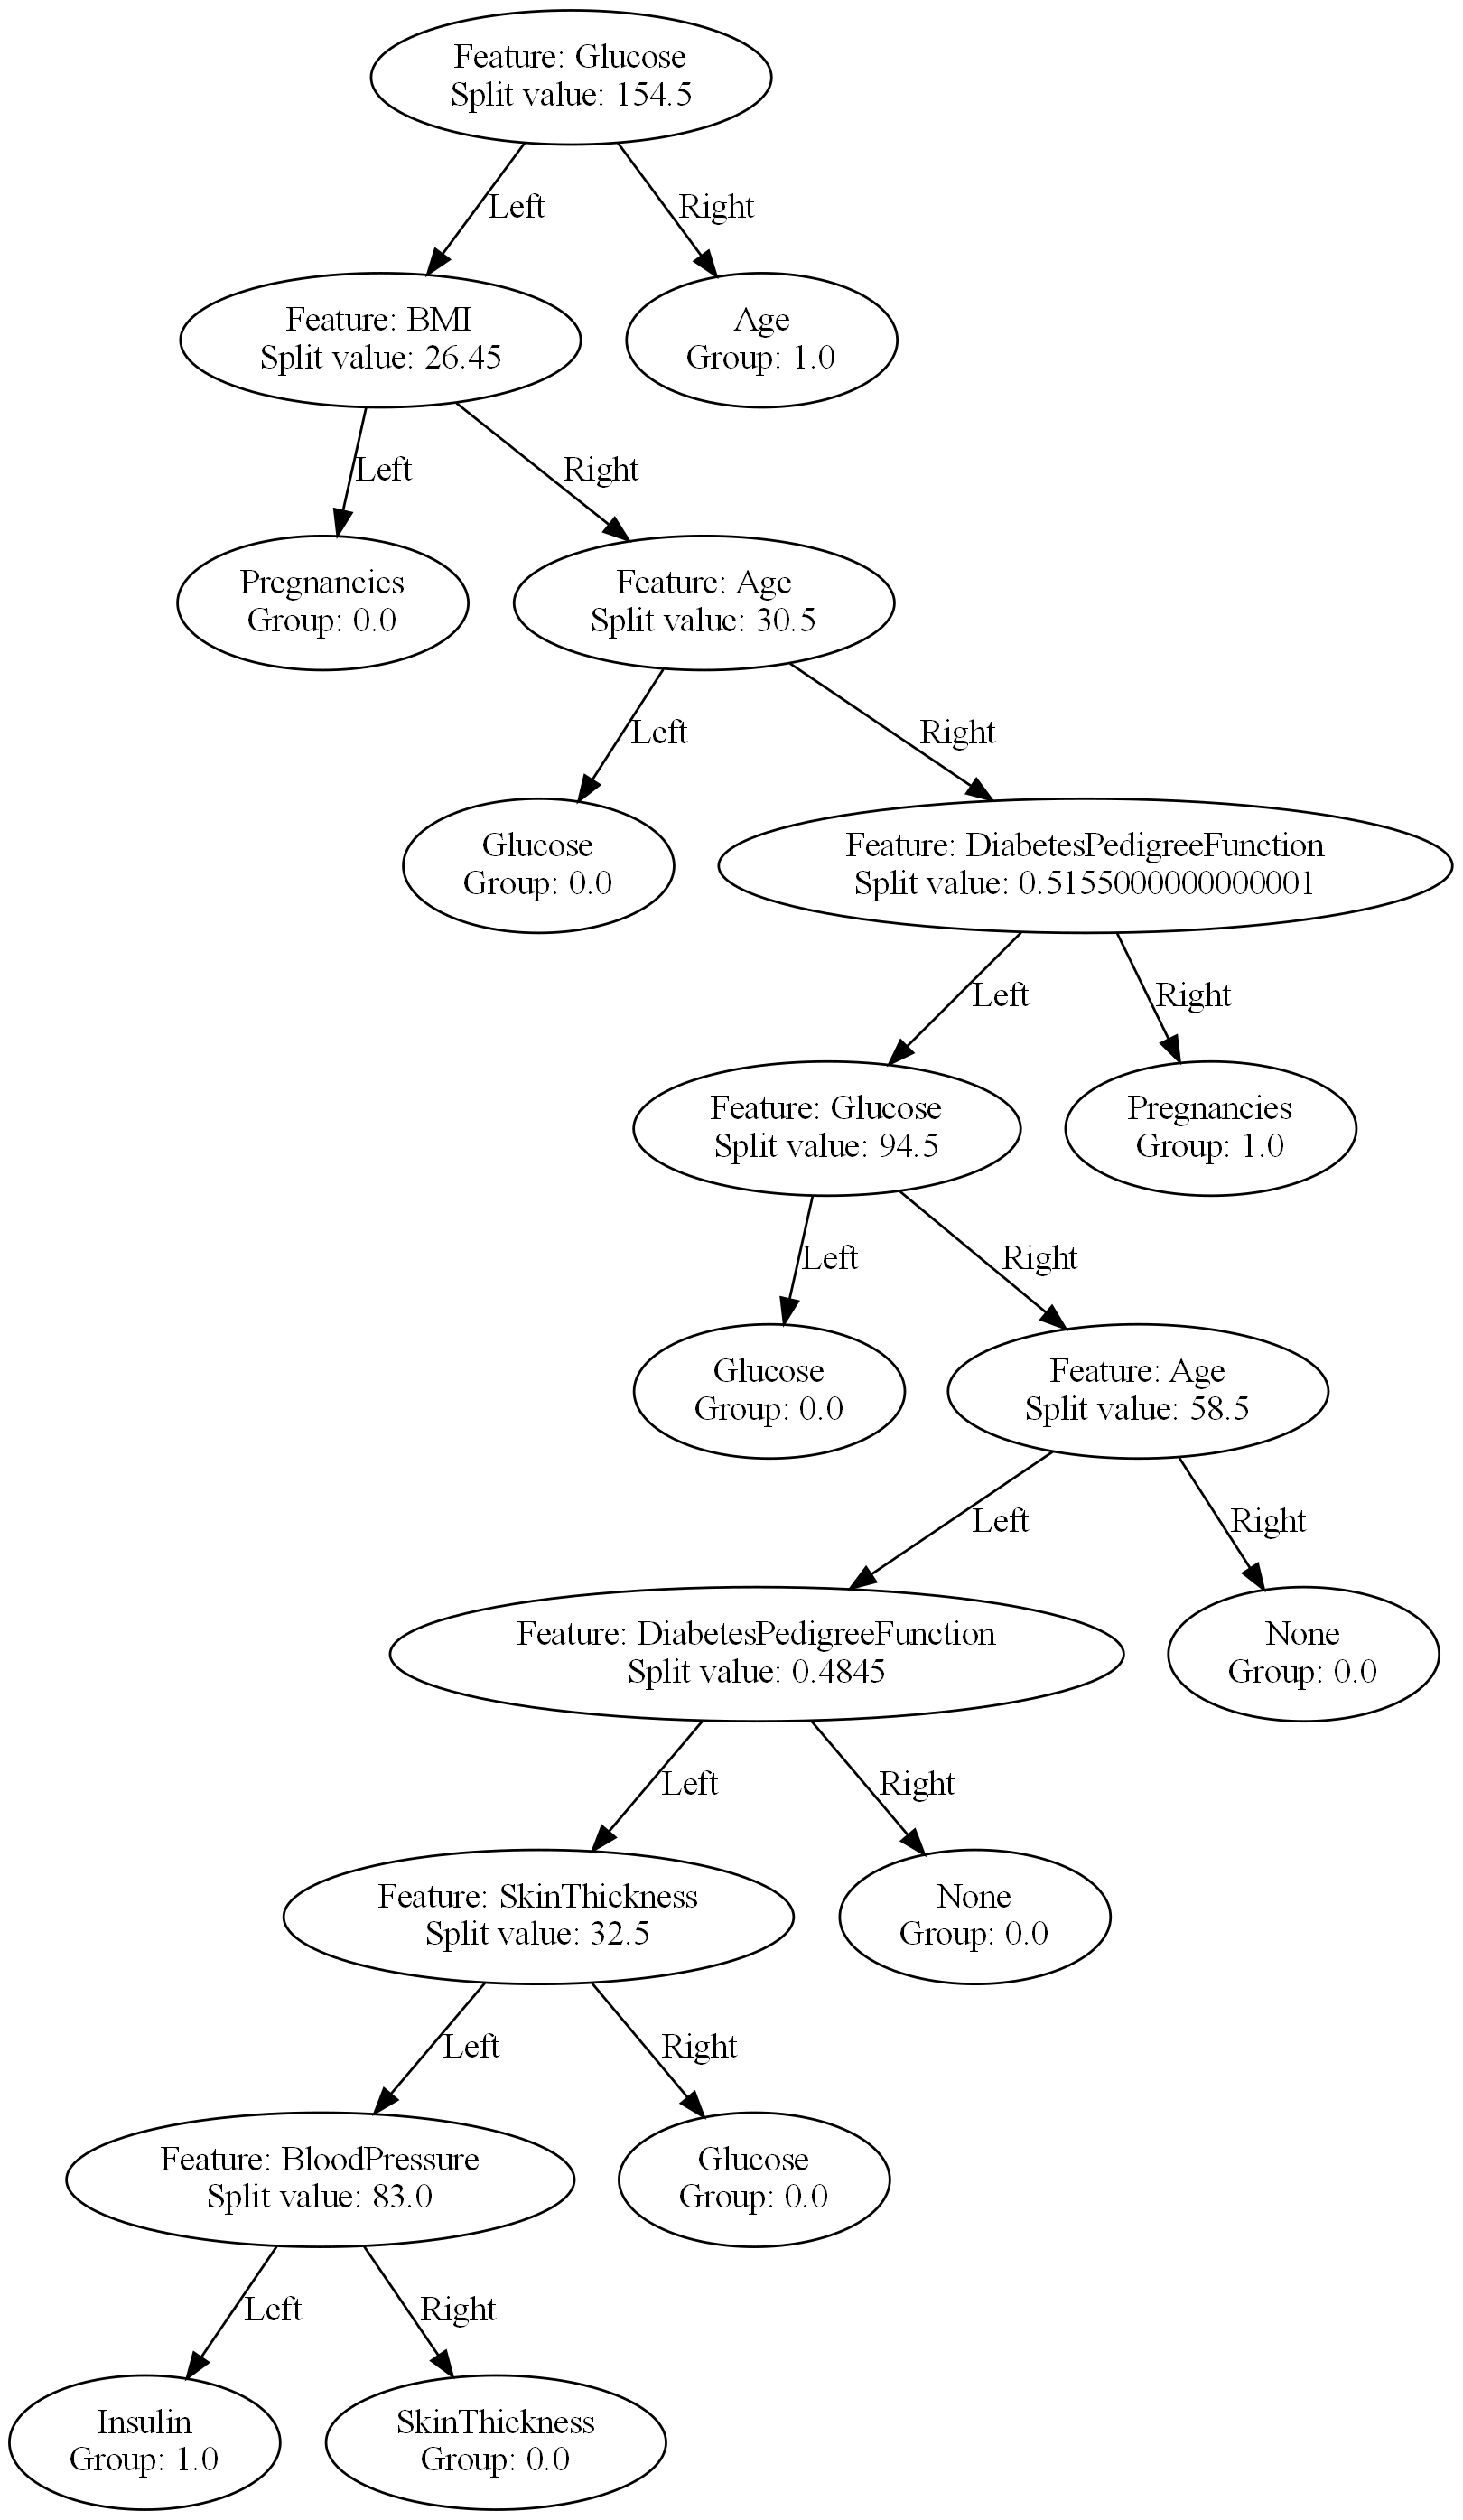 Feature: Glucose
Split value: 154.5
Left
Right
Feature: BMI
Split value: 26.45
Age
Group: 1.0
Left
Right
Pregnancies
Group: 0.0
Feature: Age
Split value: 30.5
Left
Right
Glucose
Group: 0.0
Feature: DiabetesPedigreeFunction
Split value: 0.5155000000000001
Left
Right
Feature: Glucose
Split value: 94.5
Pregnancies
Group: 1.0
Left
Right
Glucose
Group: 0.0
Feature: Age
Split value: 58.5
Left
Right
Feature: DiabetesPedigreeFunction
Split value: 0.4845
None
Group: 0.0
Left
Right
Feature: SkinThickness
Split value: 32.5
None
Group: 0.0
Left
Right
Feature: BloodPressure
Split value: 83.0
Glucose
Group: 0.0
Left
Right
Insulin
Group: 1.0
SkinThickness
Group: 0.0